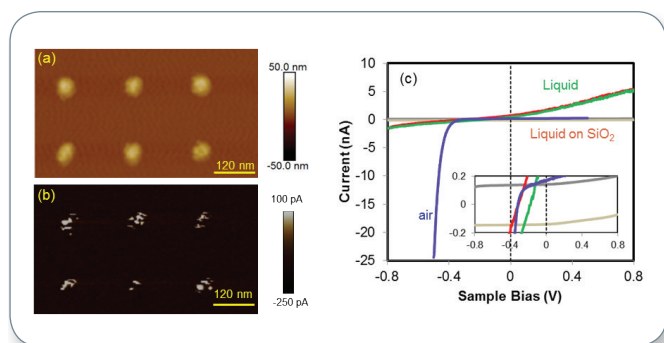 (a)
50.0 nm
120 nm
-50.0 nm
(b)
100 pA
120 nm
-250 pA
(c)
Current (nA)
10
5
0
-5
-10
-15
-20
-25
Liquid
Liquid on SiO₂
air
0.2
0
-0.2
-0.8 -0.4 0 0.4 0.8
-0.8 -0.4 0 0.4 0.8
Sample Bias (V)